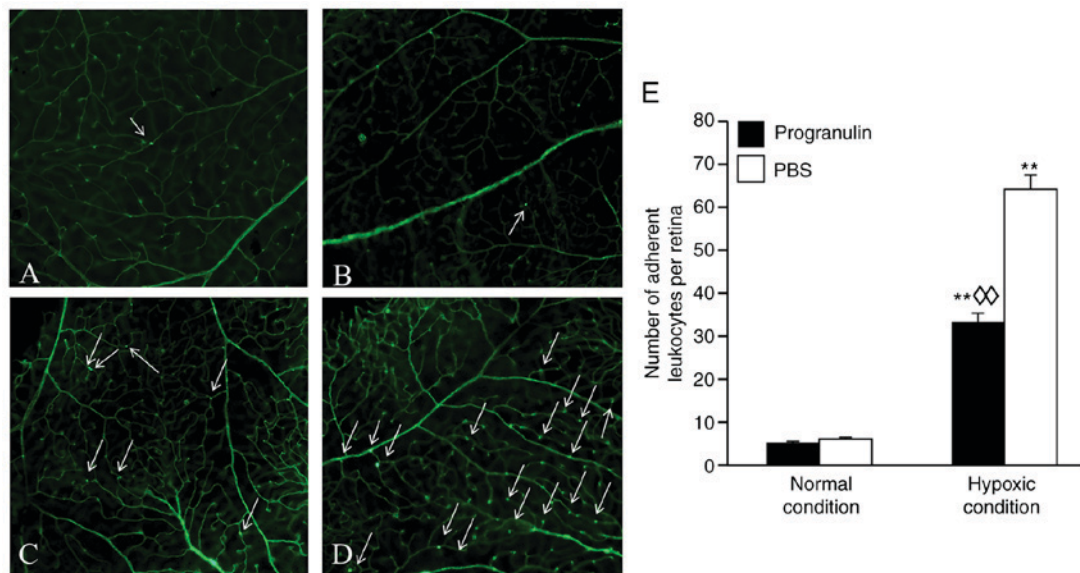 A
B
C
D
E
Progranulin
PBS
Number of adherent
leukocytes per retina
80
70
60
50
40
30
20
10
0
**
**◊◊
Normal
condition
Hypoxic
condition